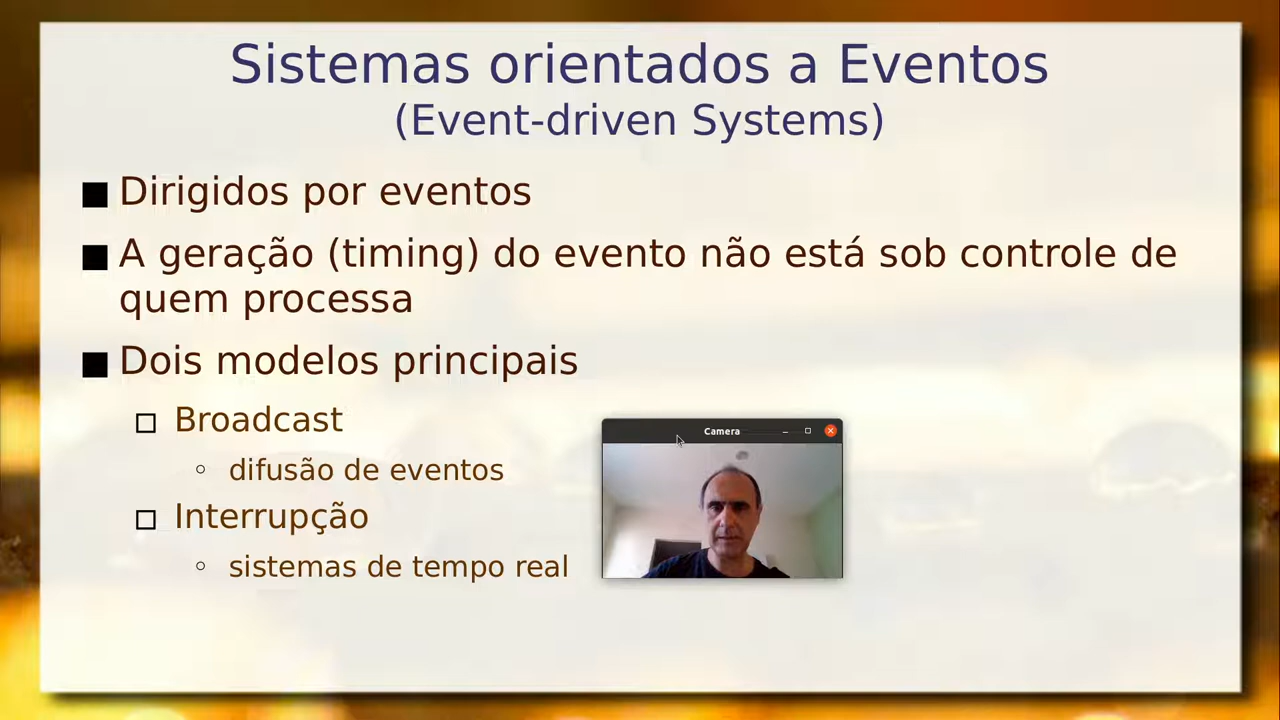 Sistemas orientados a Eventos
(Event-driven Systems)
Dirigidos por eventos
A geração (timing) do evento não está sob controle de
quem processa
Dois modelos principais
Broadcast
difusão de eventos
Interrupção
sistemas de tempo real
Camera